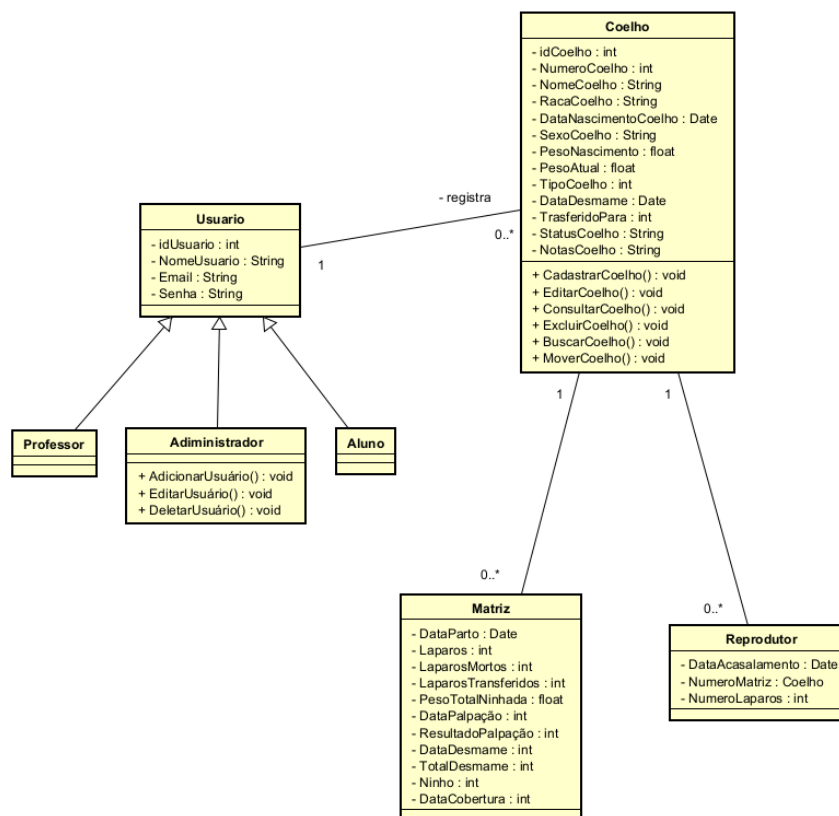 Coelho
- idCoelho : int
- NumeroCoelho : int
- NomeCoelho : String
- RacaCoelho : String
- DataNascimentoCoelho : Date
- SexoCoelho : String
- PesoNascimento : float
- PesoAtual : float
- TipoCoelho : int
- DataDesmame : Date
- TrasferidoPara : int
- StatusCoelho : String
- NotasCoelho : String
+ CadastrarCoelho() : void
+ EditarCoelho() : void
+ ConsultarCoelho() : void
+ ExcluirCoelho() : void
+ BuscarCoelho() : void
+ MoverCoelho() : void
- registra
0..*
1
Usuario
- idUsuario : int
- NomeUsuario : String
- Email : String
- Senha : String
Professor
Adiministrador
+ AdicionarUsuário() : void
+ EditarUsuário() : void
+ DeletarUsuário() : void
Aluno
1
1
0..*
0..*
Matriz
- DataParto : Date
- Laparos : int
- LaparosMortos : int
- LaparosTransferidos : int
- PesoTotalNinhada : float
- DataPalpação : int
- ResultadoPalpação : int
- DataDesmame : int
- TotalDesmame : int
- Ninho : int
- DataCobertura : int
Reprodutor
- DataAcasalamento : Date
- NumeroMatriz : Coelho
- NumeroLaparos : int